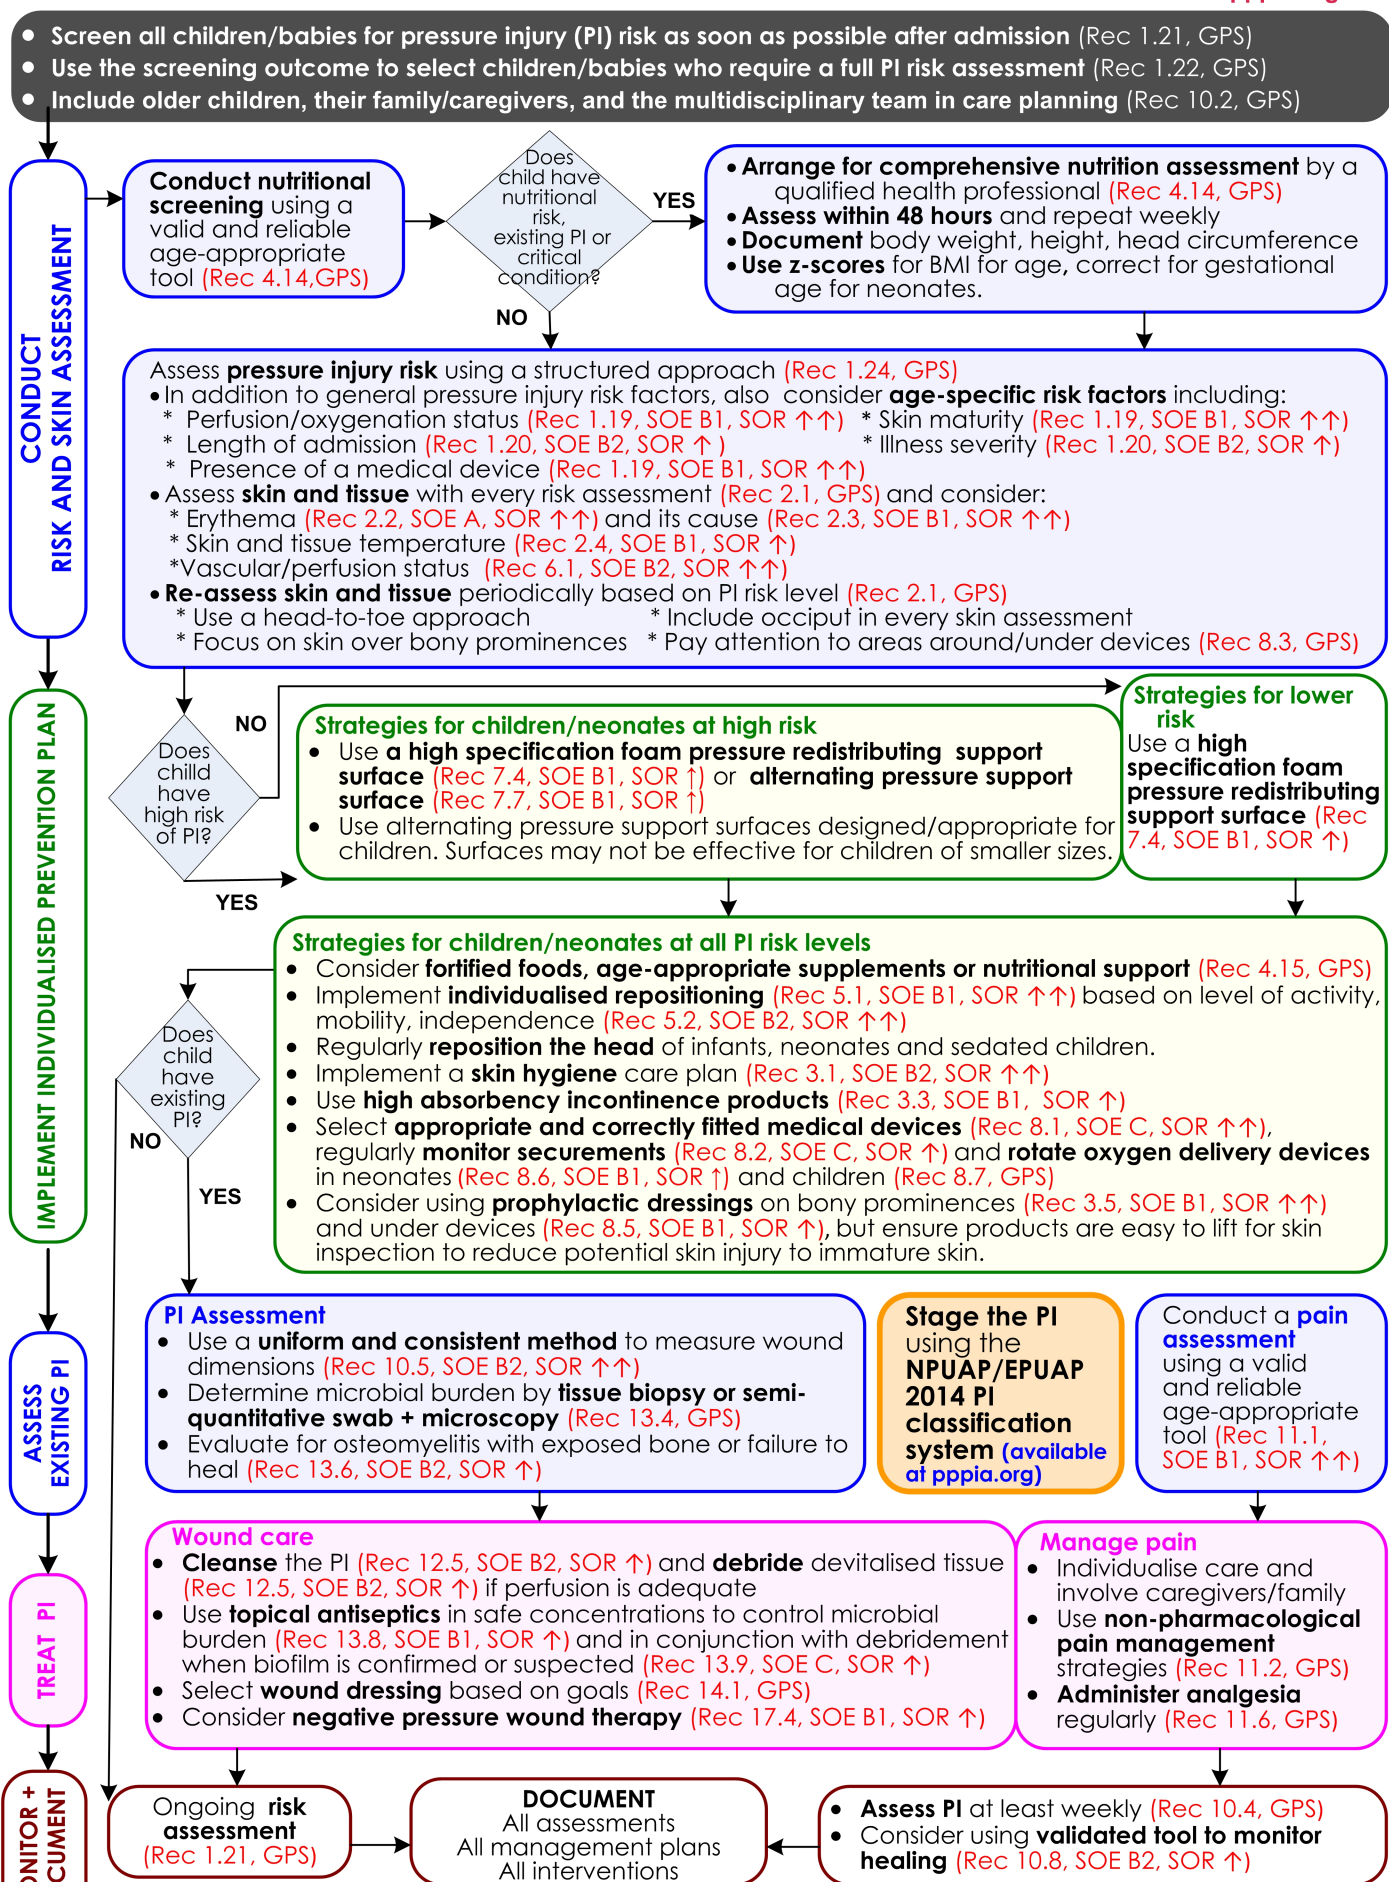 • Screen all children/babies for pressure injury (PI) risk as soon as possible after admission (Rec 1.21, GPS)
• Use the screening outcome to select children/babies who require a full PI risk assessment (Rec 1.22, GPS)
• Include older children, their family/caregivers, and the multidisciplinary team in care planning (Rec 10.2, GPS)
CONDUCT
RISK AND SKIN ASSESSMENT
Conduct nutritional
screening using a
valid and reliable
age-appropriate
tool (Rec 4.14,GPS)
Does
child have
nutritional
risk,
existing PI or
critical
condition?
YES
NO
• Arrange for comprehensive nutrition assessment by a
qualified health professional (Rec 4.14, GPS)
• Assess within 48 hours and repeat weekly
• Document body weight, height, head circumference
• Use z-scores for BMI for age, correct for gestational
age for neonates.
Assess pressure injury risk using a structured approach (Rec 1.24, GPS)
• In addition to general pressure injury risk factors, also consider age-specific risk factors including:
* Perfusion/oxygenation status (Rec 1.19, SOE B1, SOR ↑↑) * Skin maturity (Rec 1.19, SOE B1, SOR ↑↑)
* Length of admission (Rec 1.20, SOE B2, SOR ↑ ) * Illness severity (Rec 1.20, SOE B2, SOR ↑)
* Presence of a medical device (Rec 1.19, SOE B1, SOR ↑↑)
• Assess skin and tissue with every risk assessment (Rec 2.1, GPS) and consider:
* Erythema (Rec 2.2, SOE A, SOR ↑↑) and its cause (Rec 2.3, SOE B1, SOR ↑↑)
* Skin and tissue temperature (Rec 2.4, SOE B1, SOR ↑)
*Vascular/perfusion status (Rec 6.1, SOE B2, SOR ↑↑)
• Re-assess skin and tissue periodically based on PI risk level (Rec 2.1, GPS)
* Use a head-to-toe approach * Include occiput in every skin assessment
* Focus on skin over bony prominences * Pay attention to areas around/under devices (Rec 8.3, GPS)
IMPLEMENT INDIVIDUALISED PREVENTION PLAN
Does
chilld
have
high risk
of PI?
NO
YES
Strategies for children/neonates at high risk
• Use a high specification foam pressure redistributing support
surface (Rec 7.4, SOE B1, SOR ↑) or alternating pressure support
surface (Rec 7.7, SOE B1, SOR ↑)
• Use alternating pressure support surfaces designed/appropriate for
children. Surfaces may not be effective for children of smaller sizes.
Strategies for lower
risk
Use a high
specification foam
pressure redistributing
support surface (Rec
7.4, SOE B1, SOR ↑)
Strategies for children/neonates at all PI risk levels
• Consider fortified foods, age-appropriate supplements or nutritional support (Rec 4.15, GPS)
• Implement individualised repositioning (Rec 5.1, SOE B1, SOR ↑↑) based on level of activity,
mobility, independence (Rec 5.2, SOE B2, SOR ↑↑)
• Regularly reposition the head of infants, neonates and sedated children.
• Implement a skin hygiene care plan (Rec 3.1, SOE B2, SOR ↑↑)
• Use high absorbency incontinence products (Rec 3.3, SOE B1, SOR ↑)
• Select appropriate and correctly fitted medical devices (Rec 8.1, SOE C, SOR ↑↑),
regularly monitor securements (Rec 8.2, SOE C, SOR ↑) and rotate oxygen delivery devices
in neonates (Rec 8.6, SOE B1, SOR ↑) and children (Rec 8.7, GPS)
• Consider using prophylactic dressings on bony prominences (Rec 3.5, SOE B1, SOR ↑↑)
and under devices (Rec 8.5, SOE B1, SOR ↑), but ensure products are easy to lift for skin
inspection to reduce potential skin injury to immature skin.
Does
child
have
existing
PI?
NO
YES
ASSESS
EXISTING PI
PI Assessment
• Use a uniform and consistent method to measure wound
dimensions (Rec 10.5, SOE B2, SOR ↑↑)
• Determine microbial burden by tissue biopsy or semi-
quantitative swab + microscopy (Rec 13.4, GPS)
• Evaluate for osteomyelitis with exposed bone or failure to
heal (Rec 13.6, SOE B2, SOR ↑)
Stage the PI
using the
NPUAP/EPUAP
2014 PI
classification
system (available
at pppia.org)
Conduct a pain
assessment
using a valid
and reliable
age-appropriate
tool (Rec 11.1,
SOE B1, SOR ↑↑)
TREAT PI
Wound care
• Cleanse the PI (Rec 12.5, SOE B2, SOR ↑) and debride devitalised tissue
(Rec 12.5, SOE B2, SOR ↑) if perfusion is adequate
• Use topical antiseptics in safe concentrations to control microbial
burden (Rec 13.8, SOE B1, SOR ↑) and in conjunction with debridement
when biofilm is confirmed or suspected (Rec 13.9, SOE C, SOR ↑)
• Select wound dressing based on goals (Rec 14.1, GPS)
• Consider negative pressure wound therapy (Rec 17.4, SOE B1, SOR ↑)
Manage pain
• Individualise care and
involve caregivers/family
• Use non-pharmacological
pain management
strategies (Rec 11.2, GPS)
• Administer analgesia
regularly (Rec 11.6, GPS)
Ongoing risk
assessment
(Rec 1.21, GPS)
DOCUMENT
All assessments
All management plans
All interventions
• Assess PI at least weekly (Rec 10.4, GPS)
• Consider using validated tool to monitor
healing (Rec 10.8, SOE B2, SOR ↑)